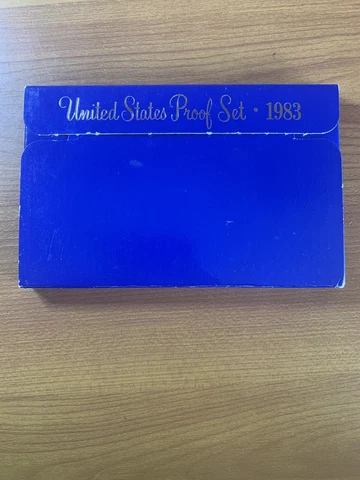 United States Proof Set · 1983